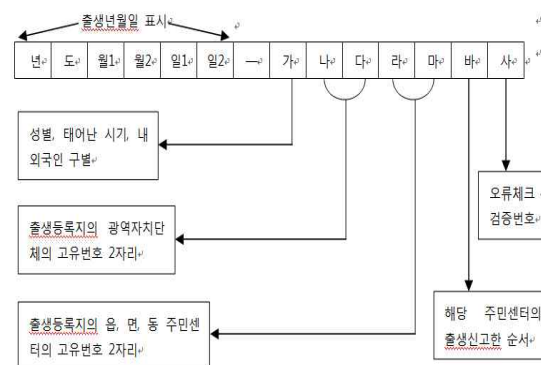 출생년월일 표시
년 도 월1 월2 일1 일2 — 가 나 다 라 마 바 사
성별, 태어난 시기, 내
외국인 구별
오류체크
검증번호
출생등록지의 광역자치단
체의 고유번호 2자리
해당 주민센터의
출생신고한 순서
출생등록지의 읍, 면, 동 주민센
터의 고유번호 2자리